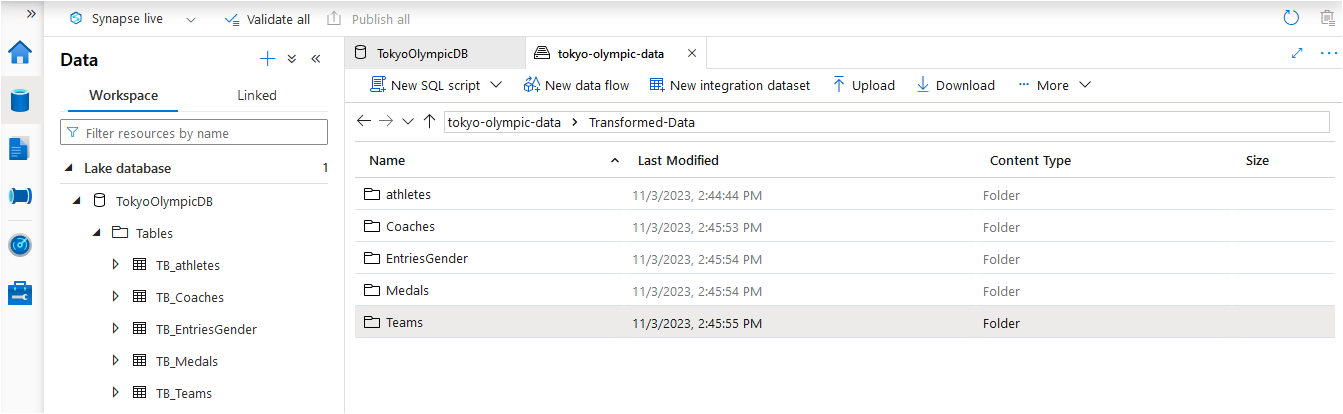 Synapse live Validate all Publish all
Data
Workspace Linked
Filter resources by name
Lake database 1
TokyoOlympicDB
Tables
TB_athletes
TB_Coaches
TB_EntriesGender
TB_Medals
TB_Teams
TokyoOlympicDB tokyo-olympic-data
New SQL script New data flow New integration dataset Upload Download More
tokyo-olympic-data Transformed-Data
Name Last Modified Content Type Size
athletes 11/3/2023, 2:44:44 PM Folder
Coaches 11/3/2023, 2:45:53 PM Folder
EntriesGender 11/3/2023, 2:45:54 PM Folder
Medals 11/3/2023, 2:45:54 PM Folder
Teams 11/3/2023, 2:45:55 PM Folder